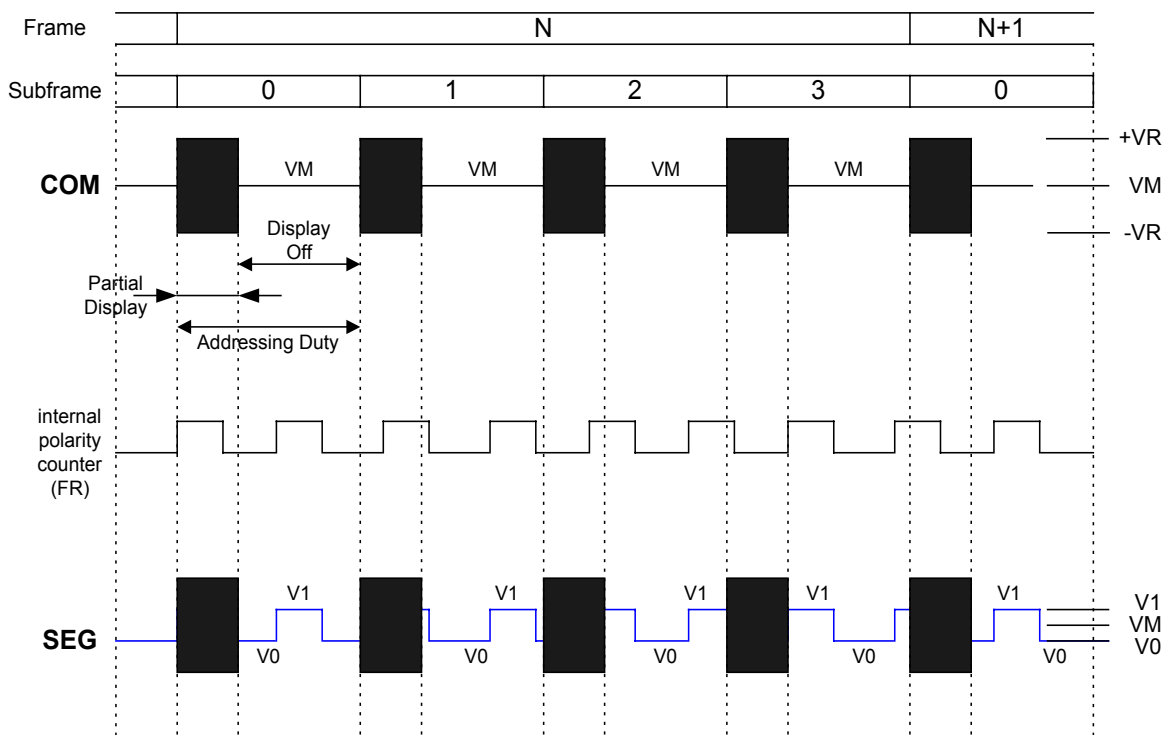 Frame N N+1
Subframe 0 1 2 3 0
+VR
VM VM VM VM
COM VM
-VR
Display
Off
Partial
Display
Addressing Duty
internal
polarity
counter
(FR)
V1 V1 V1 V1 V1 V1
VM
SEG V0
V0 V0 V0 V0 V0